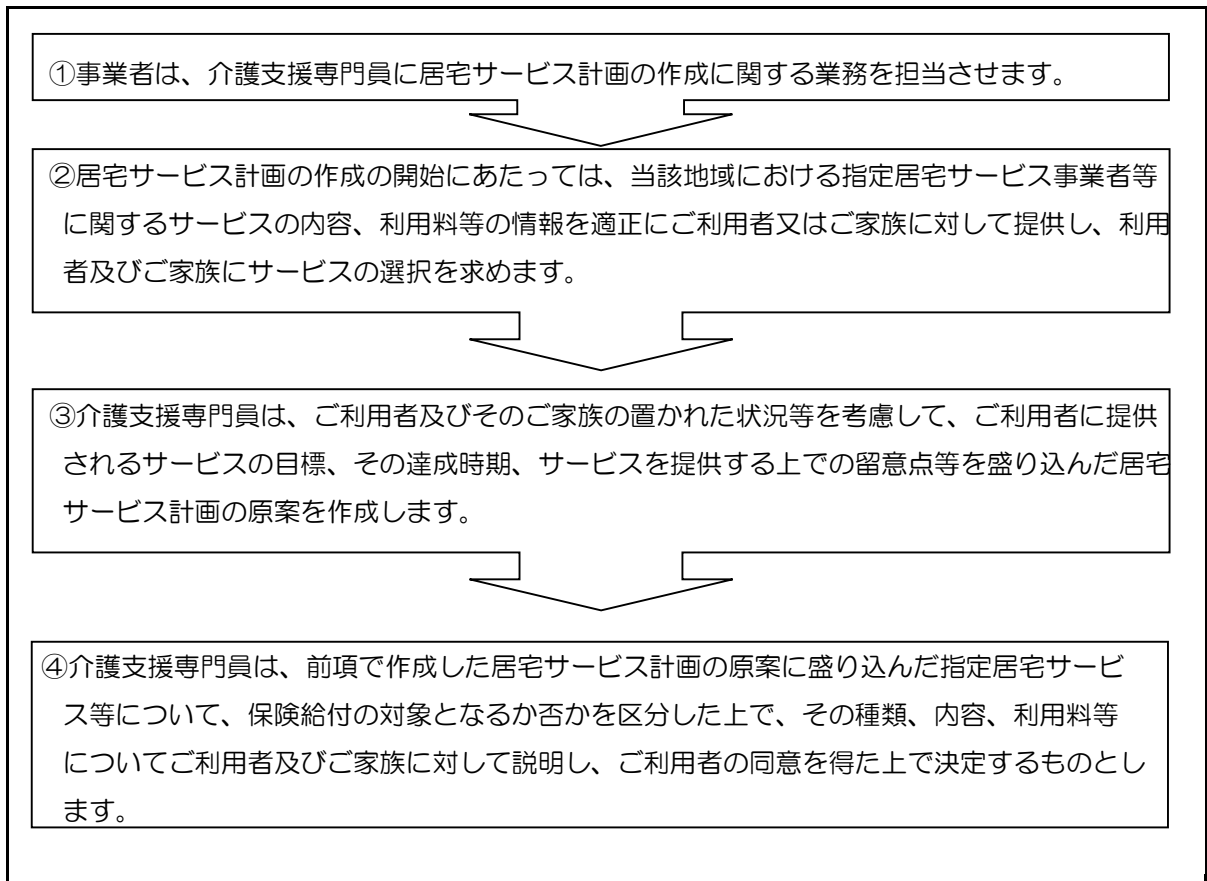 ①事業者は、介護支援専門員に居宅サービス計画の作成に関する業務を担当させます。
②居宅サービス計画の作成の開始にあたっては、当該地域における指定居宅サービス事業者等
に関するサービスの内容、利用料等の情報を適正にご利用者又はご家族に対して提供し、利用
者及びご家族にサービスの選択を求めます。
③介護支援専門員は、ご利用者及びそのご家族の置かれた状況等を考慮して、ご利用者に提供
されるサービスの目標、その達成時期、サービスを提供する上での留意点等を盛り込んだ居宅
サービス計画の原案を作成します。
④介護支援専門員は、前項で作成した居宅サービス計画の原案に盛り込んだ指定居宅サービ
ス等について、保険給付の対象となるか否かを区分した上で、その種類、内容、利用料等
についてご利用者及びご家族に対して説明し、ご利用者の同意を得た上で決定するものとし
ます。